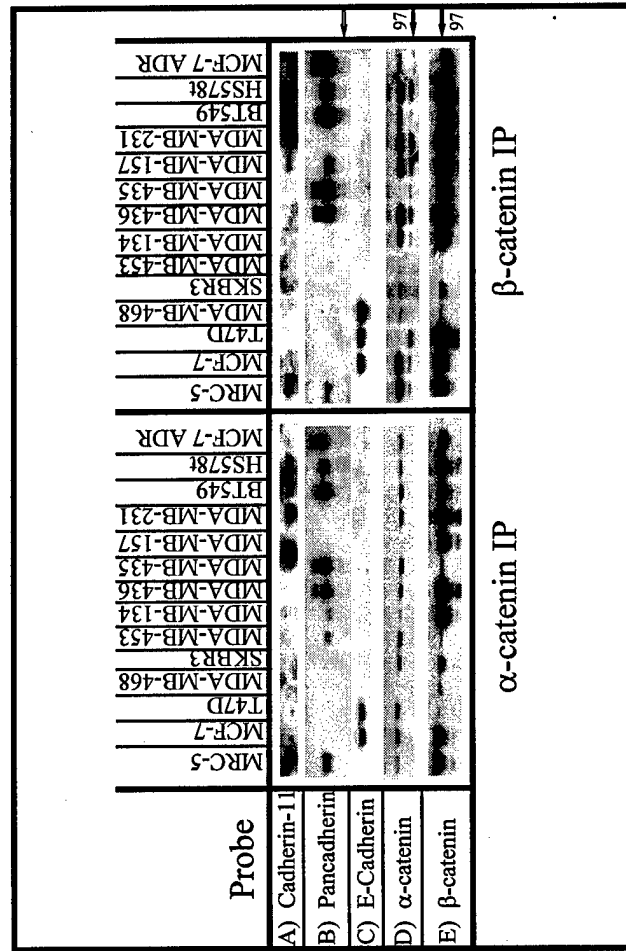 Probe
MRC-5
MCF-7
T47D
MDA-MB-468
SKBR3
MDA-MB-453
MDA-MB-134
MDA-MB-436
MDA-MB-435
MDA-MB-157
MDA-MB-231
BT549
HS578t
MCF-7 ADR
MRC-5
MCF-7
T47D
MDA-MB-468
SKBR3
MDA-MB-453
MDA-MB-134
MDA-MB-436
MDA-MB-435
MDA-MB-157
MDA-MB-231
BT549
HS578t
MCF-7 ADR
A) Cadherin-11
B) Pancadherin
C) E-Cadherin
D) α-catenin
97
E) β-catenin
97
α-catenin IP
β-catenin IP